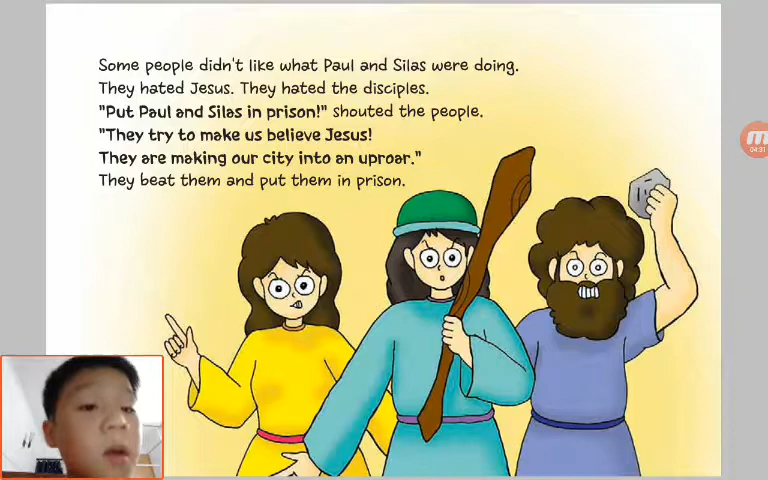 Some people didn't like what Paul and Silas were doing.
They hated Jesus. They hated the disciples.
"Put Paul and Silas in prison!" shouted the people.
"They try to make us believe Jesus!
They are making our city into an uproar."
They beat them and put them in prison.
04:31